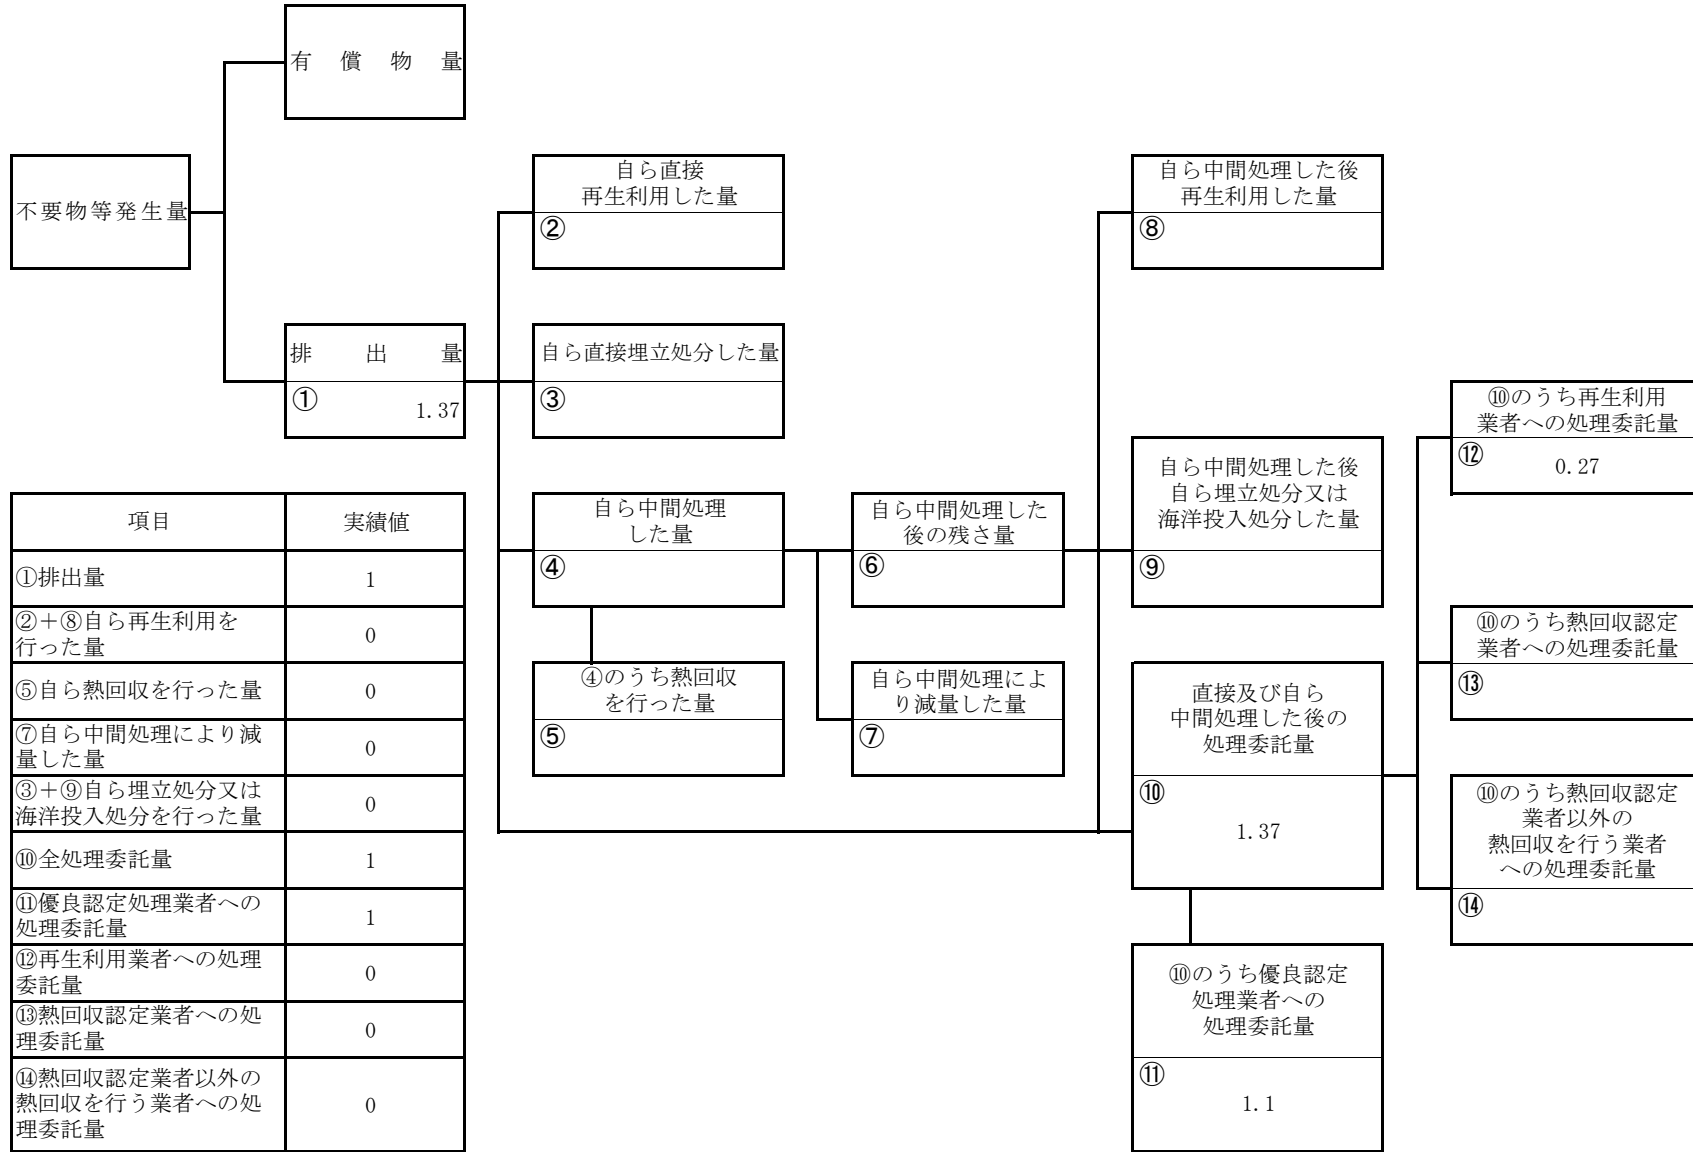 有償物量
不要物等発生量
自ら直接
再生利用した量
②
自ら中間処理した後
再生利用した量
⑧
排出量
①
1.37
自ら直接埋立処分した量
③
⑩のうち再生利用
業者への処理委託量
⑫
0.27
自ら中間処理
した量
④
自ら中間処理した
後の残さ量
⑥
自ら中間処理した後
自ら埋立処分又は
海洋投入処分した量
⑨
⑩のうち熱回収認定
業者への処理委託量
⑬
④のうち熱回収
を行った量
⑤
自ら中間処理によ
り減量した量
⑦
直接及び自ら
中間処理した後の
処理委託量
⑩
1.37
⑩のうち熱回収認定
業者以外の
熱回収を行う業者
への処理委託量
⑭
⑩のうち優良認定
処理業者への
処理委託量
⑪
1.1
項目 実績値
①排出量 1
②＋⑧自ら再生利用を
行った量 0
⑤自ら熱回収を行った量 0
⑦自ら中間処理により減
量した量 0
③＋⑨自ら埋立処分又は
海洋投入処分を行った量 0
⑩全処理委託量 1
⑪優良認定処理業者への
処理委託量 1
⑫再生利用業者への処理
委託量 0
⑬熱回収認定業者への処
理委託量 0
⑭熱回収認定業者以外の
熱回収を行う業者への処 0
理委託量